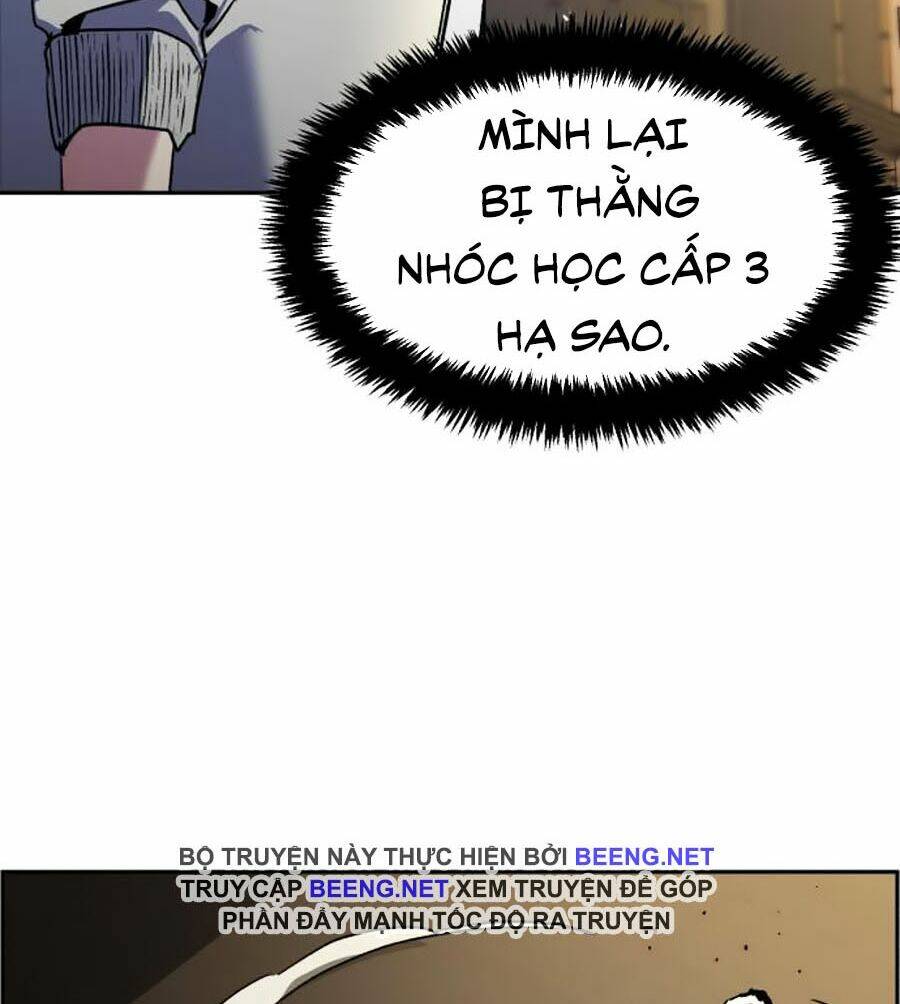 MÌNH LẠI
BỊ THẰNG
NHÓC HỌC CẤP 3
HẠ SAO.
BỘ TRUYỆN NÀY THỰC HIỆN BỞI BEENG.NET
TRUY CẬP BEENG.NET XEM TRUYỆN ĐỂ GÓP
PHẦN ĐẨY MẠNH TỐC ĐỘ RA TRUYỆN